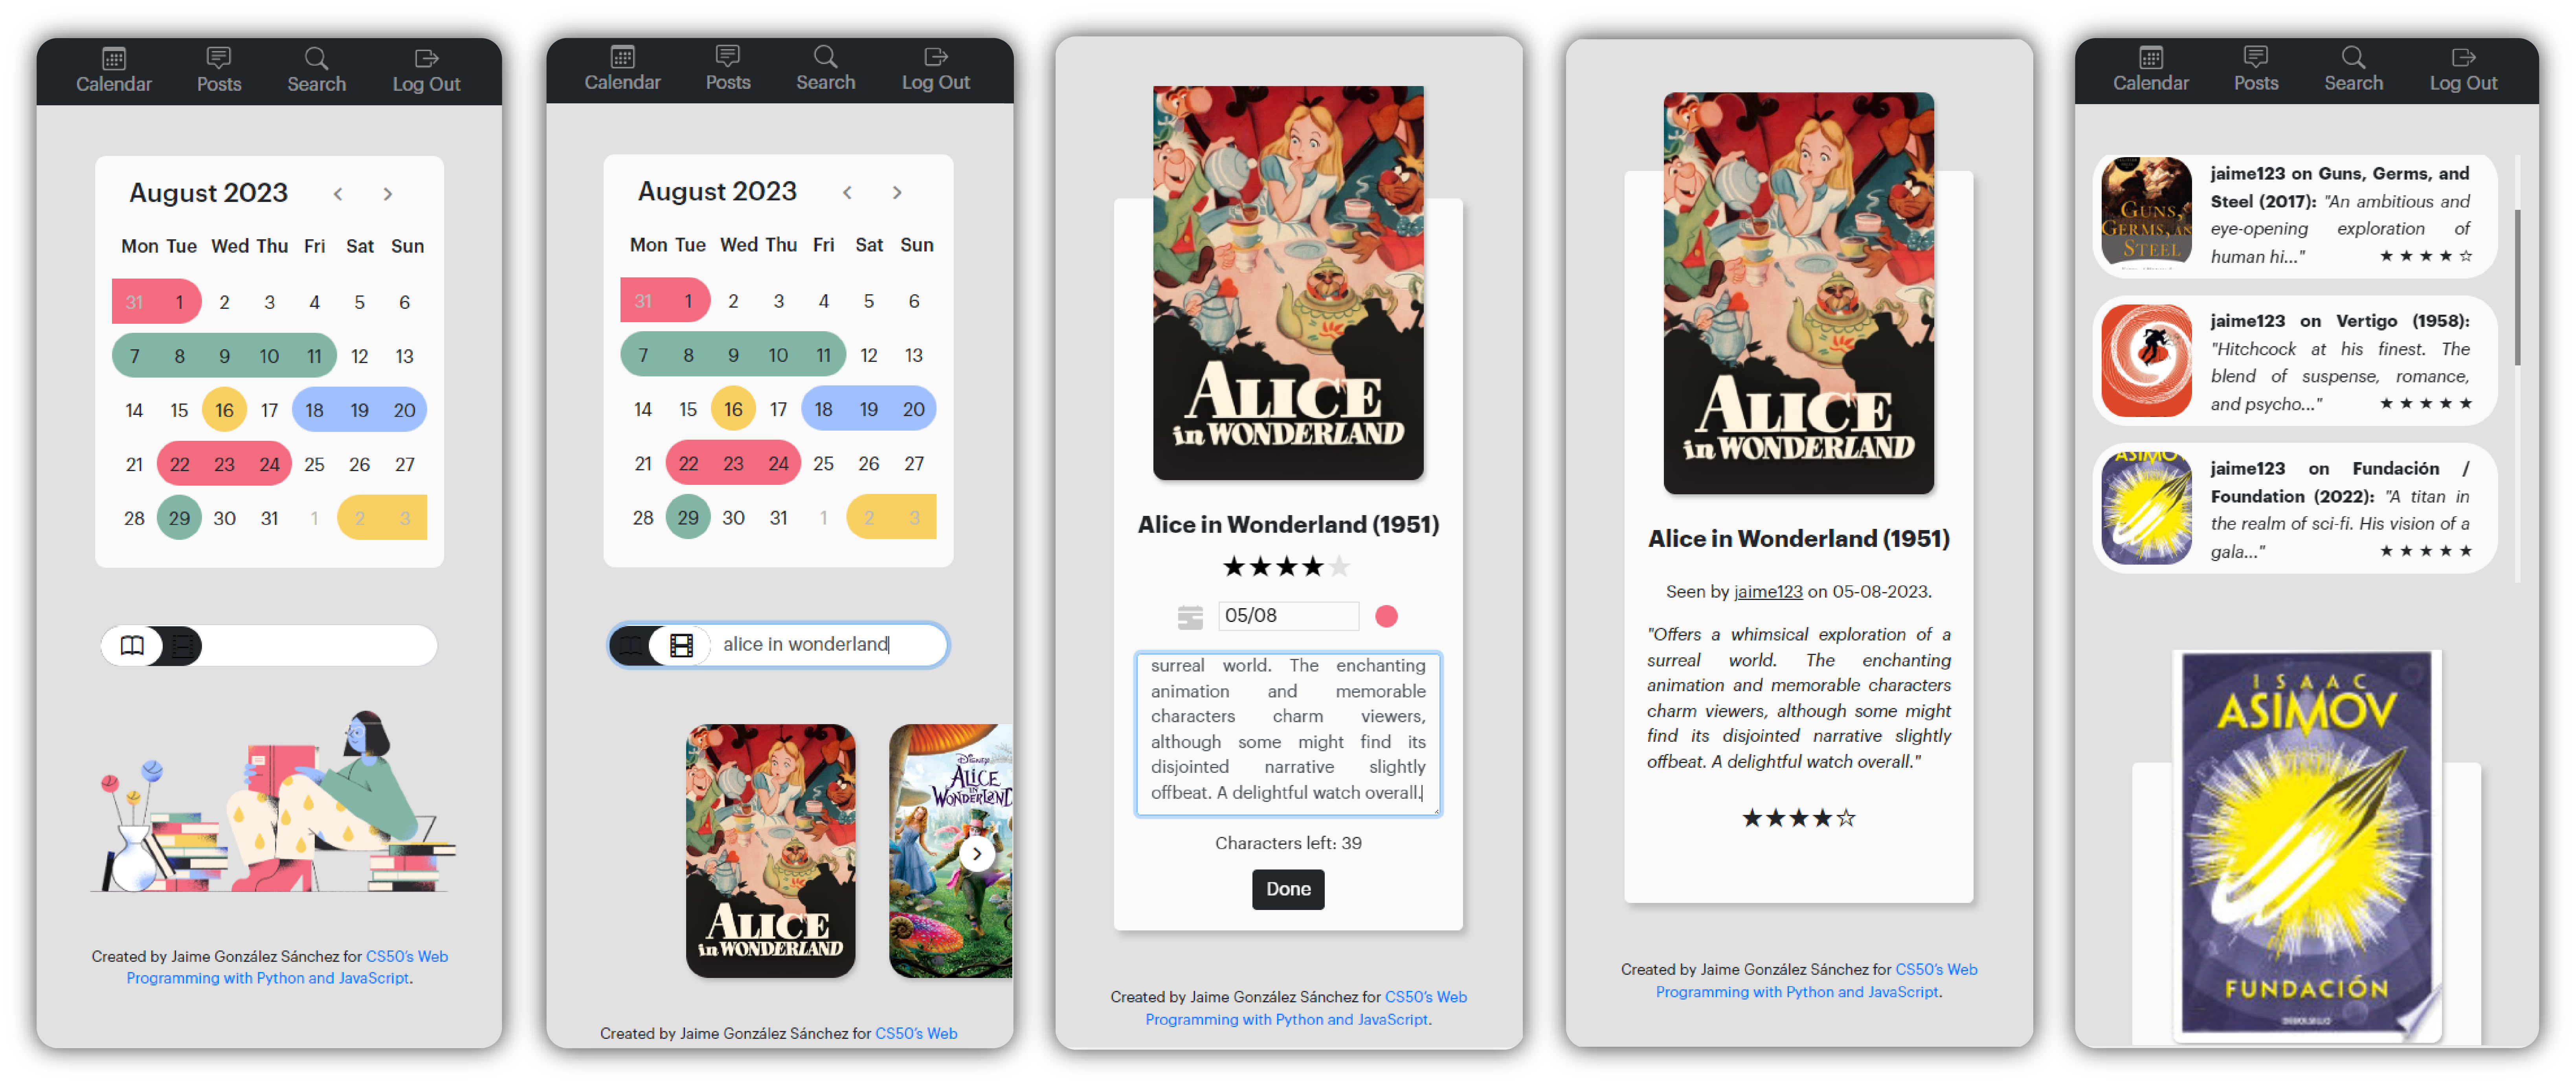 Calendar Posts Search Log Out
August 2023
Mon Tue Wed Thu Fri Sat Sun
31 1 2 3 4 5 6
7 8 9 10 11 12 13
14 15 16 17 18 19 20
21 22 23 24 25 26 27
28 29 30 31 1 2 3
Created by Jaime González Sánchez for CS50's Web
Programming with Python and JavaScript.
Calendar Posts Search Log Out
August 2023
Mon Tue Wed Thu Fri Sat Sun
31 1 2 3 4 5 6
7 8 9 10 11 12 13
14 15 16 17 18 19 20
21 22 23 24 25 26 27
28 29 30 31 1 2 3
alice in wonderland
ALICE
in WONDERLAND
DISNEY
ALICE
IN
WONDERLAND
Created by Jaime González Sánchez for CS50's Web
ALICE
in WONDERLAND
Alice in Wonderland (1951)
★★★★★
05/08
surreal world. The enchanting
animation and memorable
characters charm viewers,
although some might find its
disjointed narrative slightly
offbeat. A delightful watch overall.
Characters left: 39
Done
Created by Jaime González Sánchez for CS50's Web
Programming with Python and JavaScript.
ALICE
in WONDERLAND
Alice in Wonderland (1951)
Seen by jaime123 on 05-08-2023.
"Offers a whimsical exploration of a
surreal world. The enchanting
animation and memorable characters
charm viewers, although some might
find its disjointed narrative slightly
offbeat. A delightful watch overall."
★★★★☆
Created by Jaime González Sánchez for CS50's Web
Programming with Python and JavaScript.
Calendar Posts Search Log Out
GUNS,
GERMS, AN
STEEL
jaime123 on Guns, Germs, and
Steel (2017): "An ambitious and
eye-opening exploration of
human hi..." ★ ★ ★ ★ ☆
jaime123 on Vertigo (1958):
"Hitchcock at his finest. The
blend of suspense, romance,
and psycho..." ★ ★ ★ ★ ★
ASIMOV
jaime123 on Fundación /
Foundation (2022): "A titan in
the realm of sci-fi. His vision of a
gala..." ★ ★ ★ ★ ★
ISAAC
ASIMOV
FUNDACIÓN